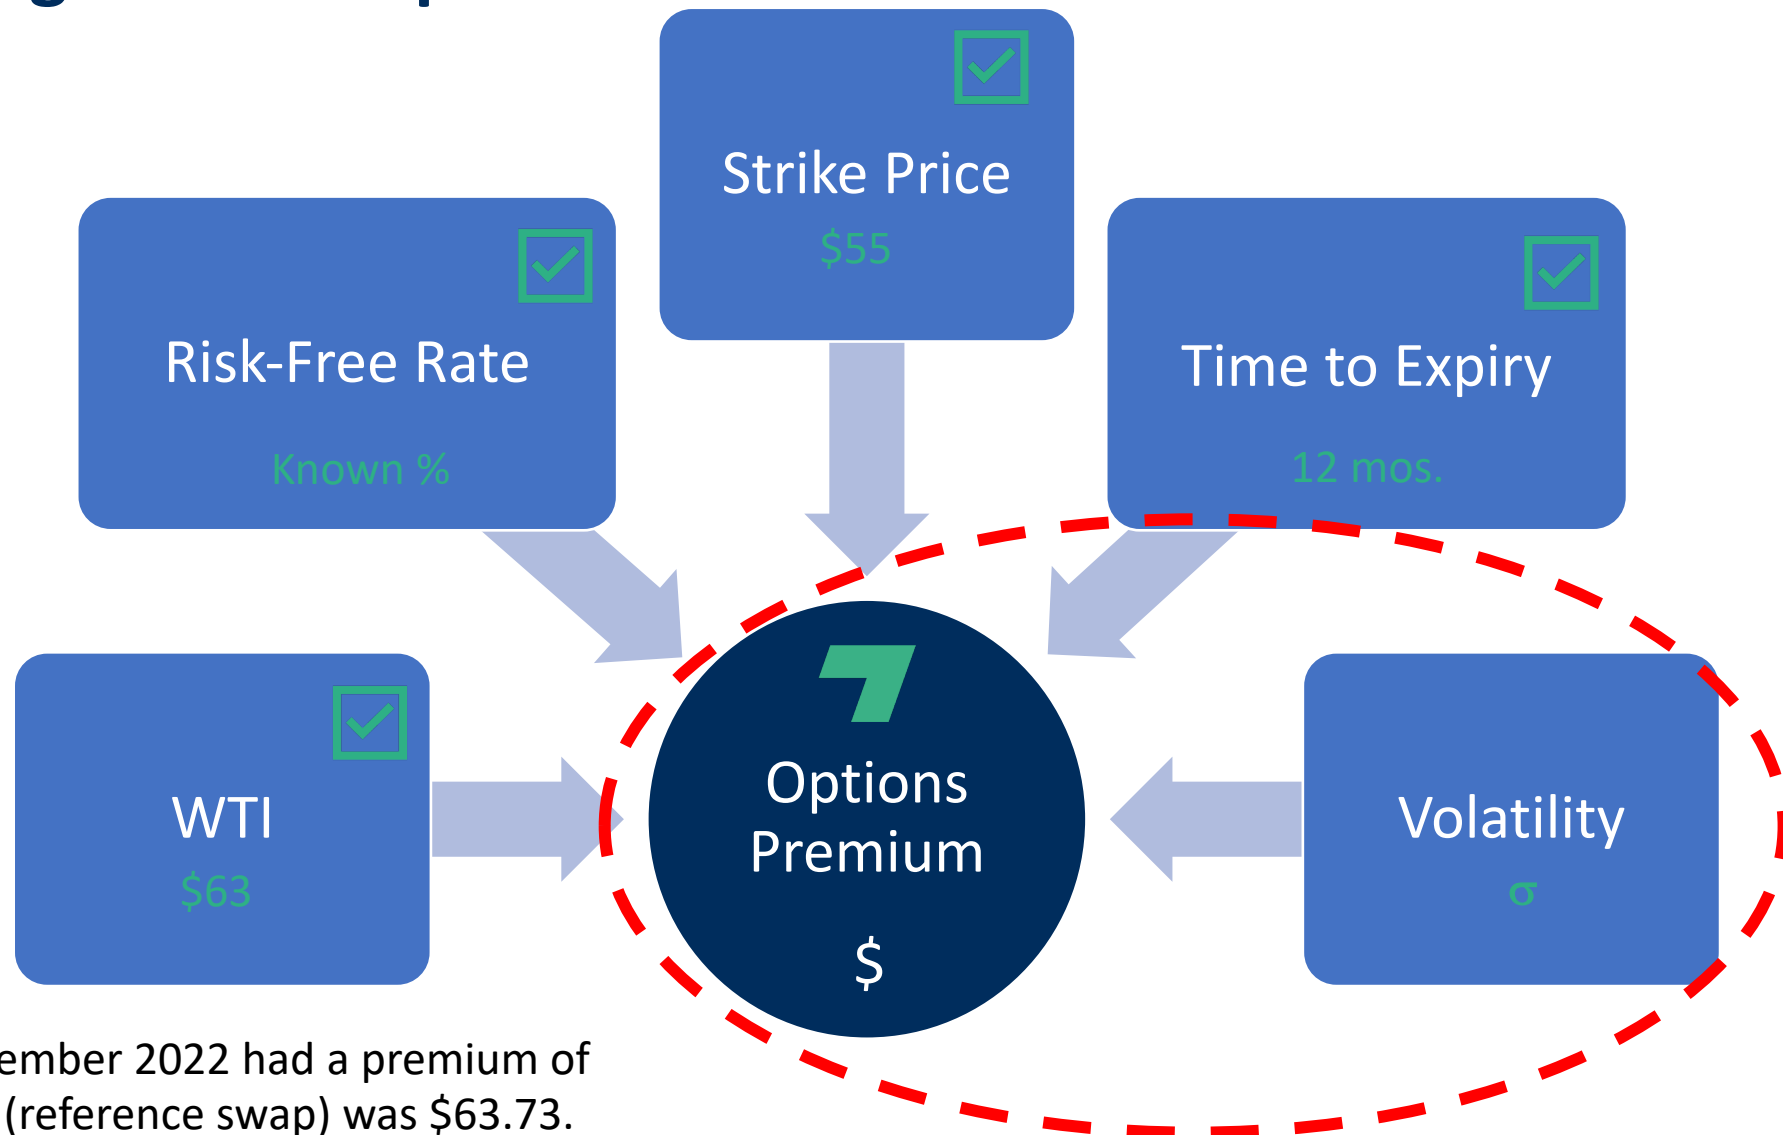 Strike Price
$55
Risk-Free Rate
Known %
Time to Expiry
12 mos.
WTI
$63
Options
Premium
$
Volatility
σ
2022 had a premium of
(reference swap) was $63.73.